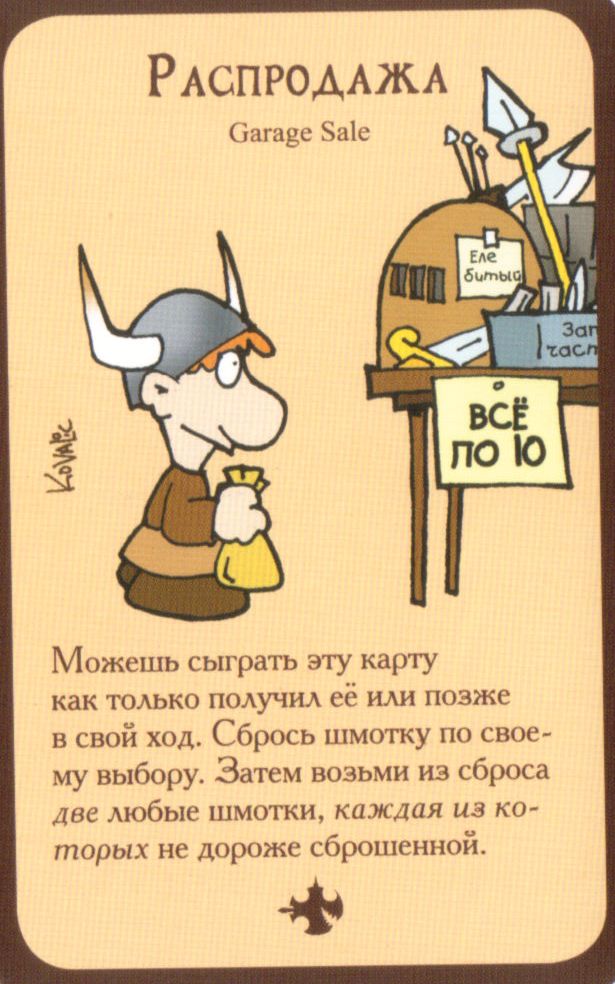 Распродажа
Garage Sale
Еле
битый
Зап
част
ВСЁ
ПО 10
Kovalic
Можешь сыграть эту карту
как только получил её или позже
в свой ход. Сбрось шмотку по свое-
му выбору. Затем возьми из сброса
две любые шмотки, каждая из ко-
торых не дороже сброшенной.